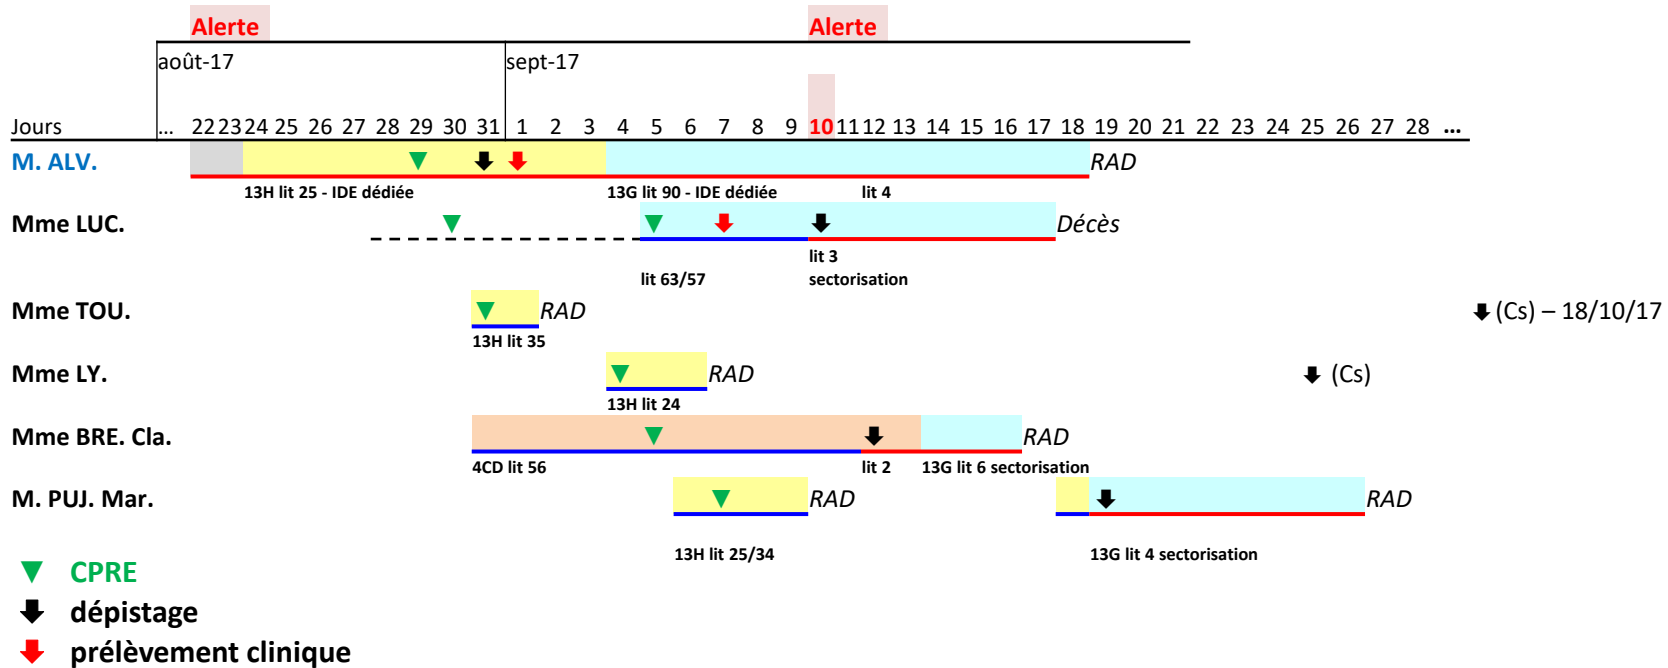 Alerte Alerte
août-17 sept-17
Jours ... 22 23 24 25 26 27 28 29 30 31 1 2 3 4 5 6 7 8 9 10 11 12 13 14 15 16 17 18 19 20 21 22 23 24 25 26 27 28 ...
M. ALV. RAD
13H lit 25 - IDE dédiée 13G lit 90 - IDE dédiée lit 4
Mme LUC. Décès
lit 3
lit 63/57 sectorisation
Mme TOU. RAD (Cs) – 18/10/17
13H lit 35
Mme LY. RAD (Cs)
13H lit 24
Mme BRE. Cla. RAD
4CD lit 56 lit 2 13G lit 6 sectorisation
M. PUJ. Mar. RAD RAD
13H lit 25/34 13G lit 4 sectorisation
CPRE
dépistage
prélèvement clinique